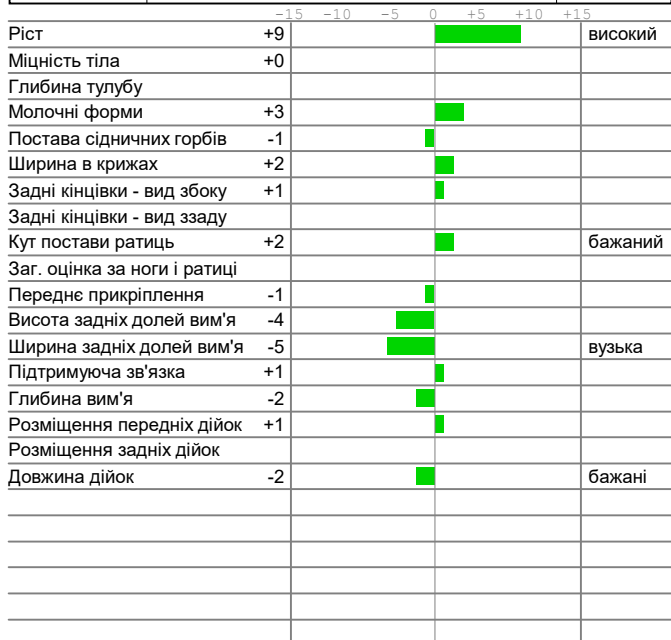 -15 -10 -5 0 +5 +10 +15
Ріст +9 високий
Міцність тіла +0
Глибина тулубу
Молочні форми +3
Постава сідничних горбів -1
Ширина в крижах +2
Задні кінцівки - вид збоку +1
Задні кінцівки - вид ззаду
Кут постави ратиць +2 бажаний
Заг. оцінка за ноги і ратиці
Переднє прикріплення -1
Висота задніх долей вим'я -4
Ширина задніх долей вим'я -5 вузька
Підтримуюча зв'язка +1
Глибина вим'я -2
Розміщення передніх дійок +1
Розміщення задніх дійок
Довжина дійок -2 бажані